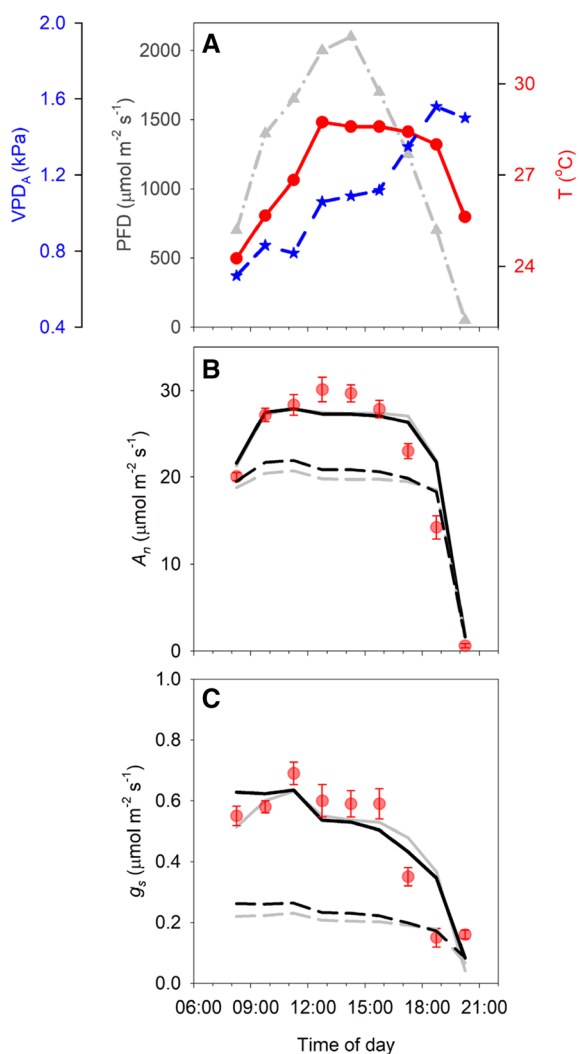 A
VPD_A (kPa)
2.0
1.6
1.2
0.8
0.4
PFD (μmol m⁻² s⁻¹)
2000
1500
1000
500
0
T (°C)
30
27
24
B
A_n (μmol m⁻² s⁻¹)
30
20
10
0
C
g_s (μmol m⁻² s⁻¹)
1.0
0.8
0.6
0.4
0.2
0.0
06:00 09:00 12:00 15:00 18:00 21:00
Time of day